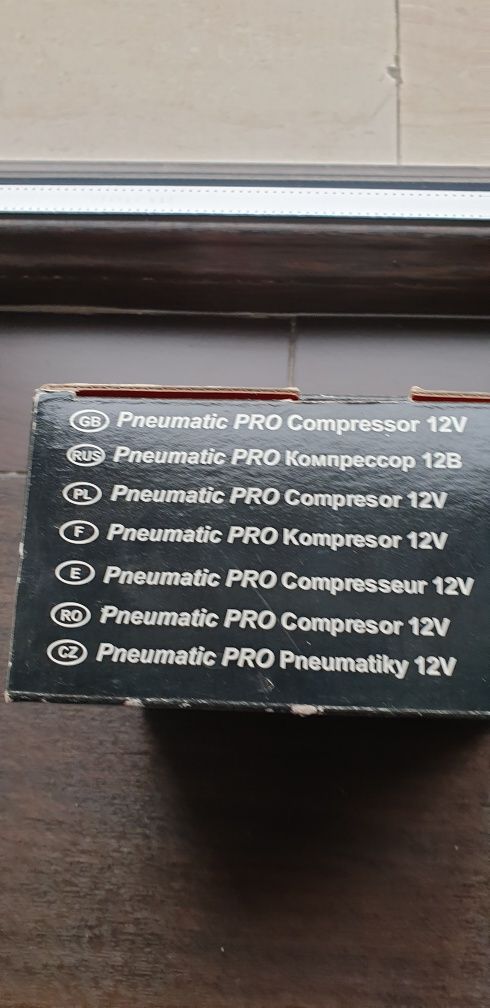 GB Pneumatic PRO Compressor 12V
RUS Pneumatic PRO Компрессор 12В
PL Pneumatic PRO Compresor 12V
F Pneumatic PRO Kompresor 12V
E Pneumatic PRO Compresseur 12V
RO Pneumatic PRO Compresor 12V
CZ Pneumatic PRO Pneumatiky 12V